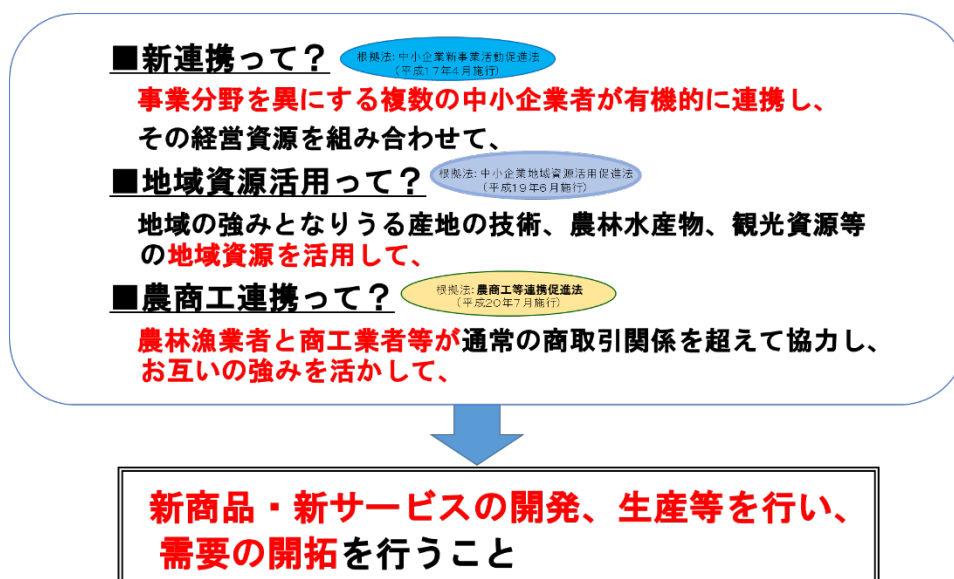 ■新連携って？
根拠法：中小企業新事業活動促進法
（平成17年4月施行）
事業分野を異にする複数の中小企業者が有機的に連携し、
その経営資源を組み合わせて、
■地域資源活用って？
根拠法：中小企業地域資源活用促進法
（平成19年6月施行）
地域の強みとなりうる産地の技術、農林水産物、観光資源等
の地域資源を活用して、
■農商工連携って？
根拠法：農商工等連携促進法
（平成20年7月施行）
農林漁業者と商工業者等が通常の商取引関係を超えて協力し、
お互いの強みを活かして、
新商品・新サービスの開発、生産等を行い、
需要の開拓を行うこと